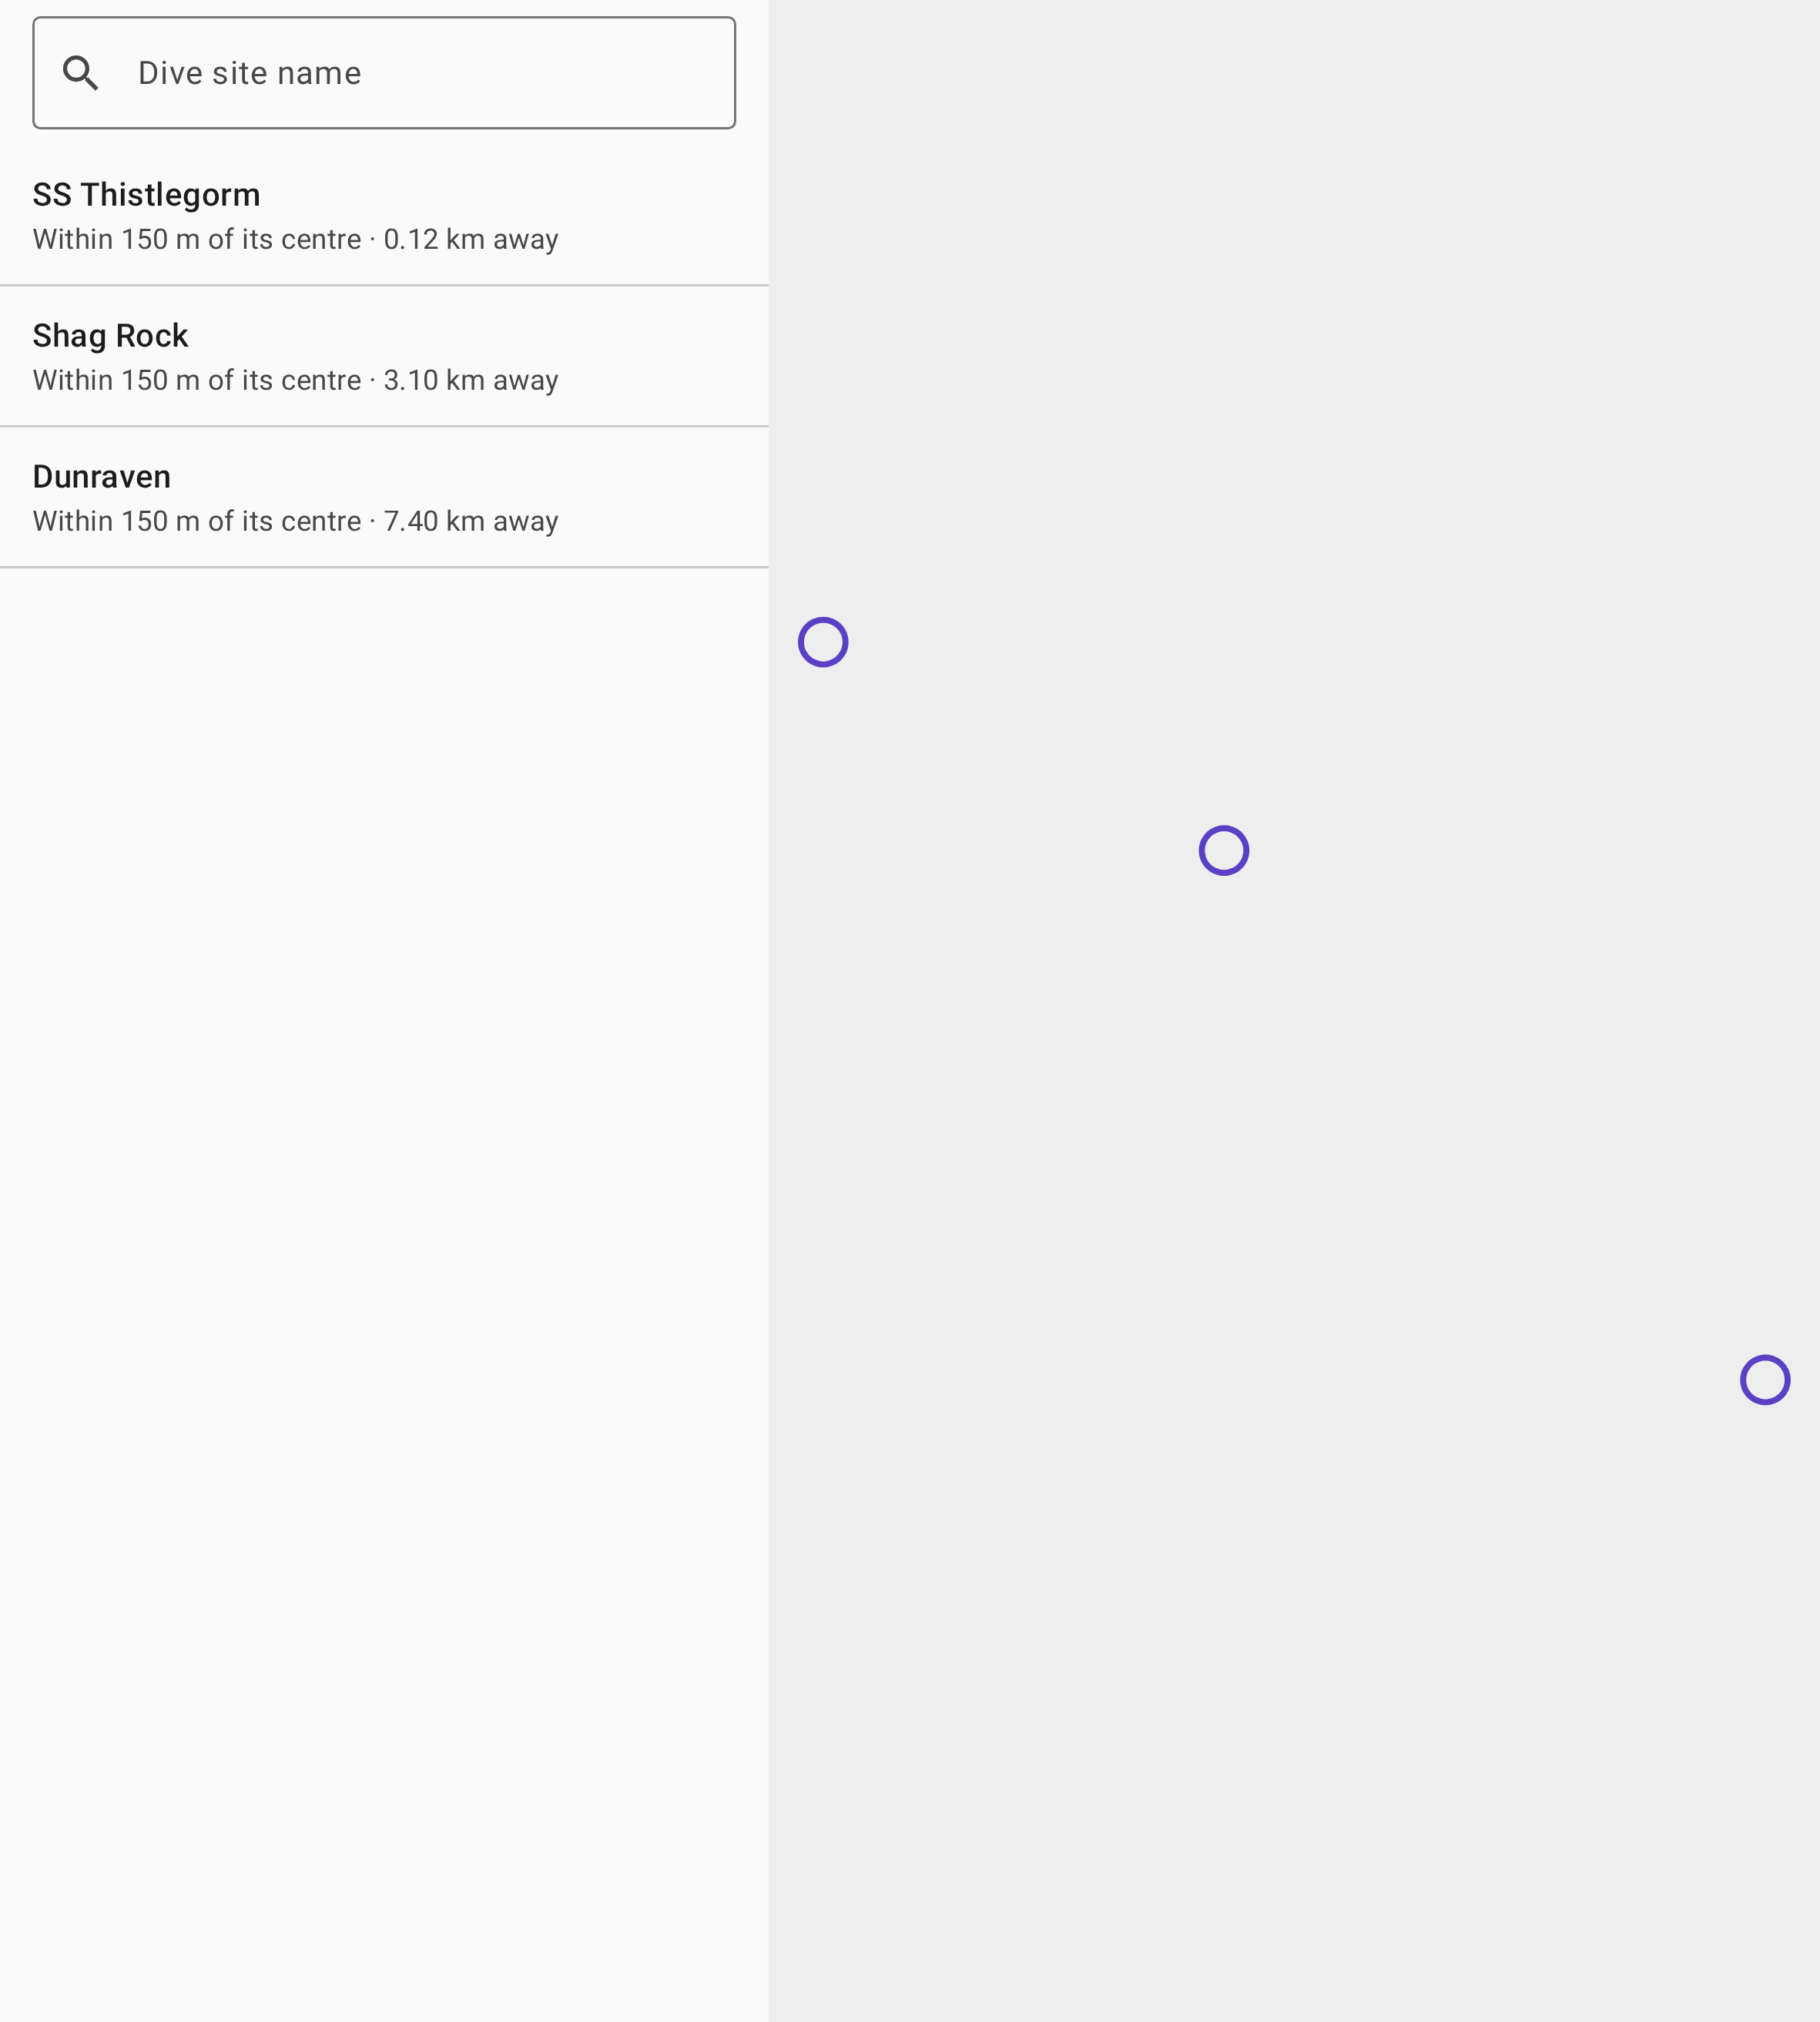 Dive site name
SS Thistlegorm
Within 150 m of its centre · 0.12 km away
Shag Rock
Within 150 m of its centre · 3.10 km away
Dunraven
Within 150 m of its centre · 7.40 km away